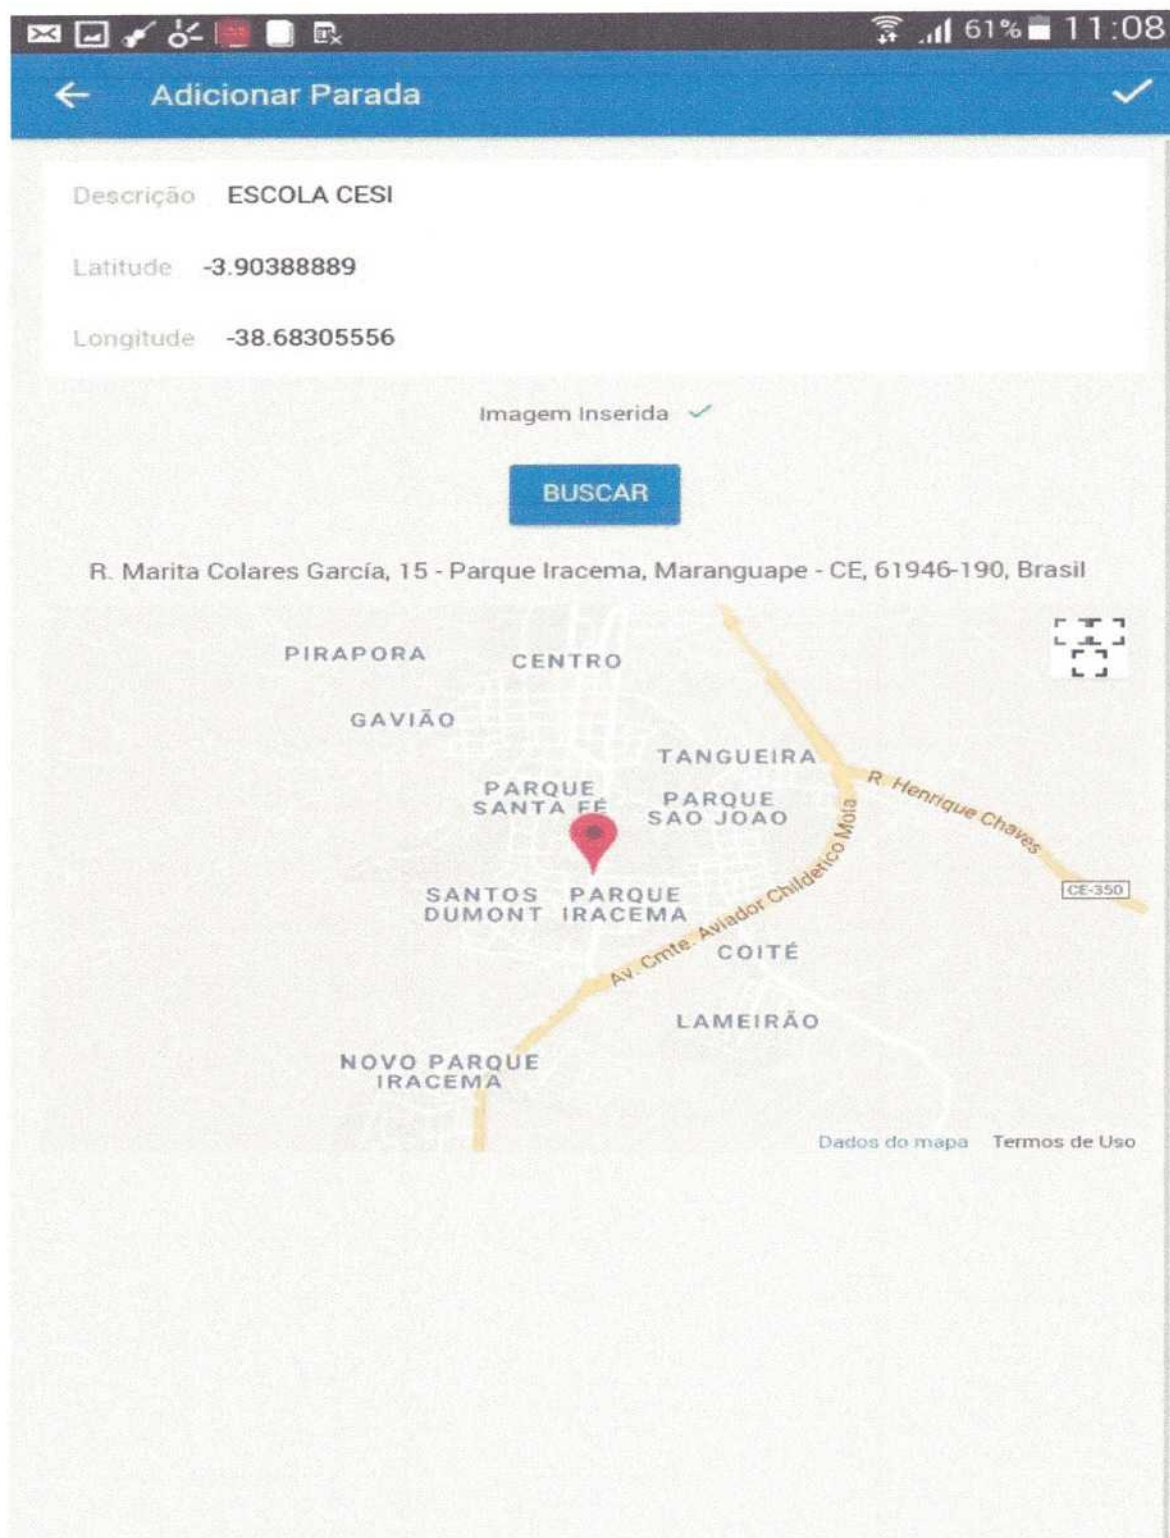 61% 11:08
Adicionar Parada
Descrição ESCOLA CESI
Latitude -3.90388889
Longitude -38.68305556
Imagem Inserida
BUSCAR
R. Marita Colares García, 15 - Parque Iracema, Maranguape - CE, 61946-190, Brasil
PIRAPORA
CENTRO
GAVIÃO
TANGUEIRA
R. Henrique Chaves
PARQUE
SANTA FÉ
PARQUE
SAO JOAO
CE-350
SANTOS
DUMONT
PARQUE
IRACEMA
Av. Cmte. Aviador Childetico Mola
COITÉ
LAMEIRÃO
NOVO PARQUE
IRACEMA
Dados do mapa Termos de Uso